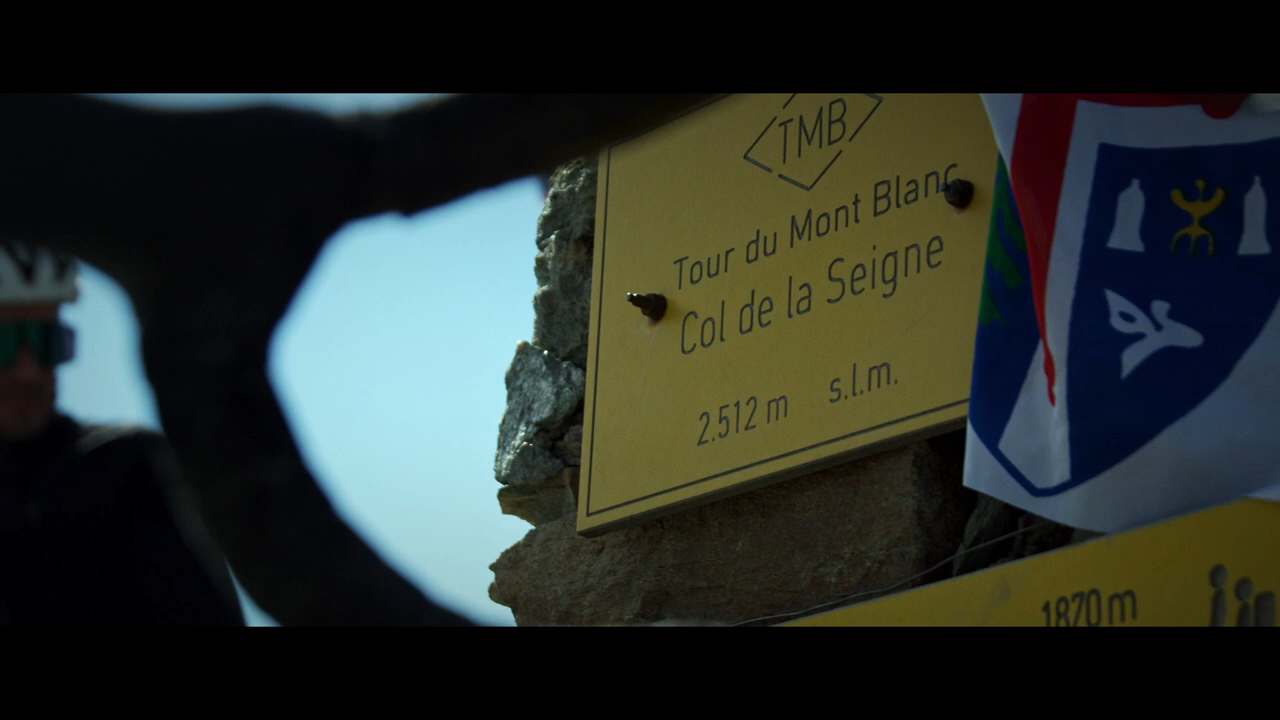 TMB
Tour du Mont Blanc
Col de la Seigne
2.512 m s.l.m.
1870 m